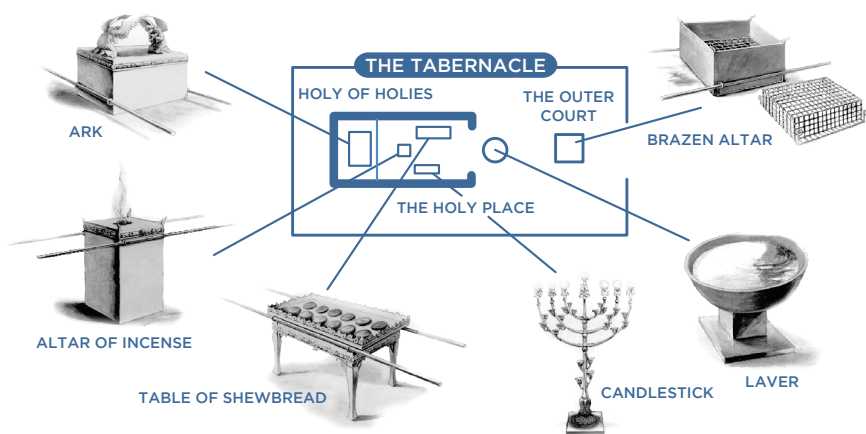 THE TABERNACLE
HOLY OF HOLIES
THE OUTER
COURT
ARK
BRAZEN ALTAR
THE HOLY PLACE
ALTAR OF INCENSE
TABLE OF SHEWBREAD
CANDLESTICK
LAVER